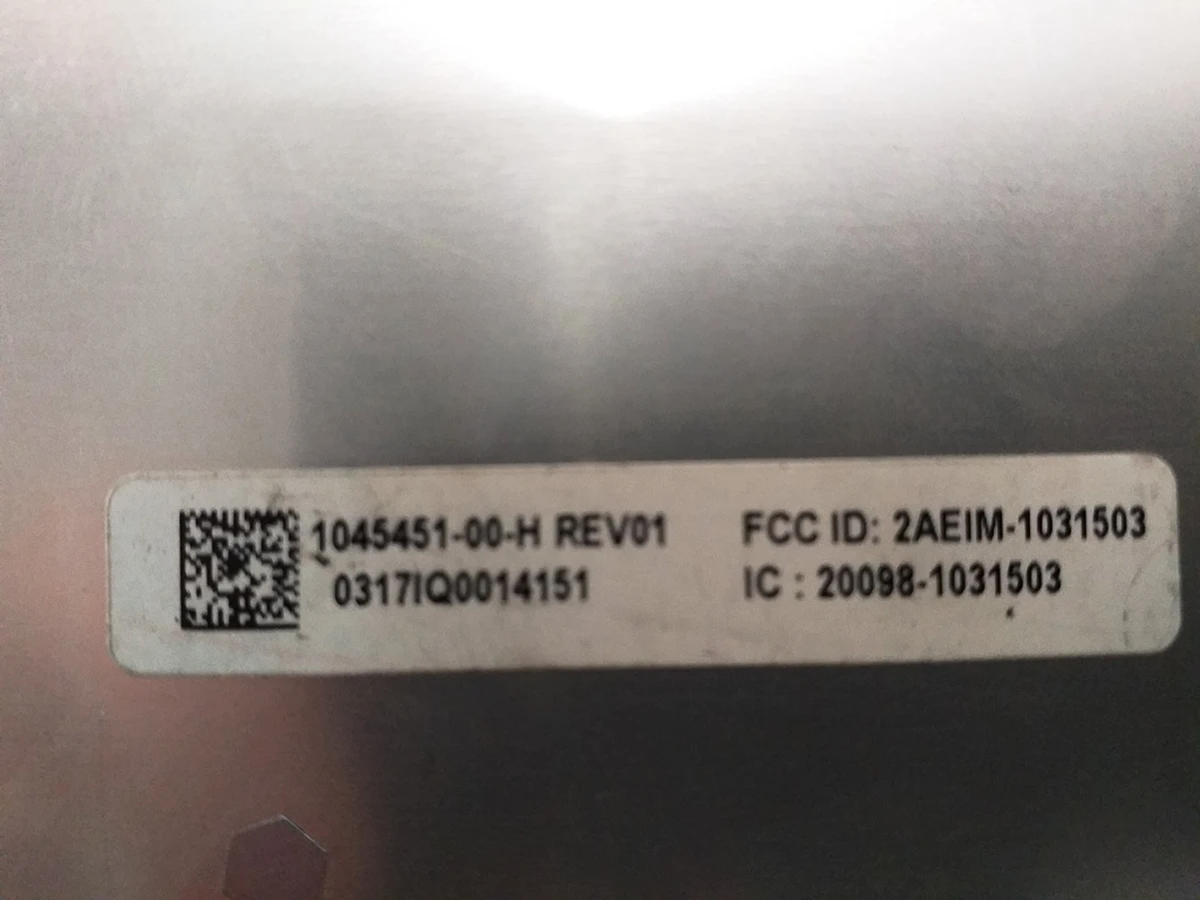 1045451-00-H REV01
0317IQ0014151
FCC ID: 2AEIM-1031503
IC : 20098-1031503